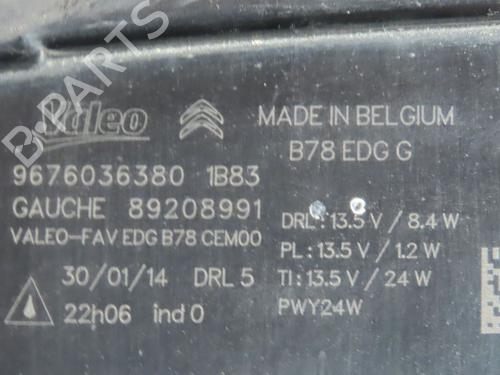 B-PARTS
Valeo
MADE IN BELGIUM
B78 EDG G
9676036380 1B83
GAUCHE 89208991
VALEO-FAV EDG B78 CEM00
DRL : 13.5 V / 8.4 W
PL : 13.5 V / 1.2 W
TI : 13.5 V / 24 W
PWY24W
30/01/14 DRL 5
22h06 ind 0